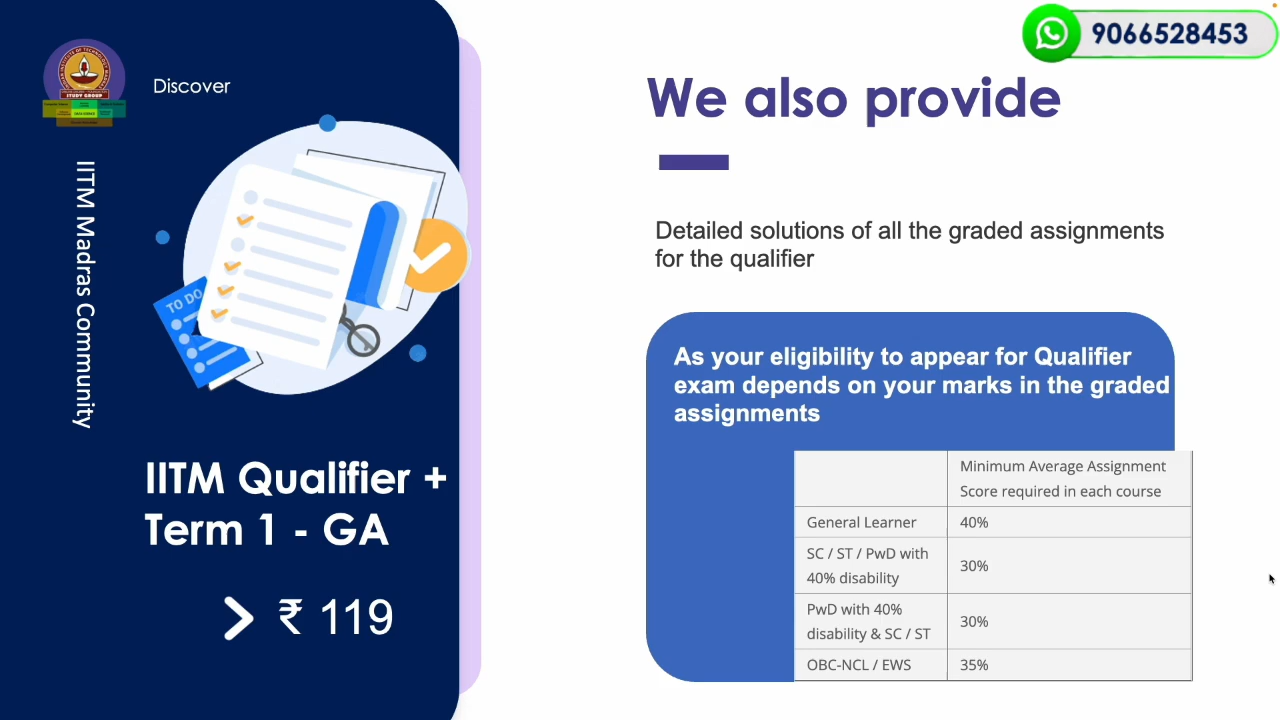 9066528453
Discover
We also provide
STUDY GROUP
IITM Madras Community
TO DO
Detailed solutions of all the graded assignments
for the qualifier
As your eligibility to appear for Qualifier
exam depends on your marks in the graded
assignments
Minimum Average Assignment
Score required in each course
General Learner 40%
SC / ST / PwD with
40% disability 30%
PwD with 40%
disability & SC / ST 30%
OBC-NCL / EWS 35%
IITM Qualifier +
Term 1 - GA
₹ 119